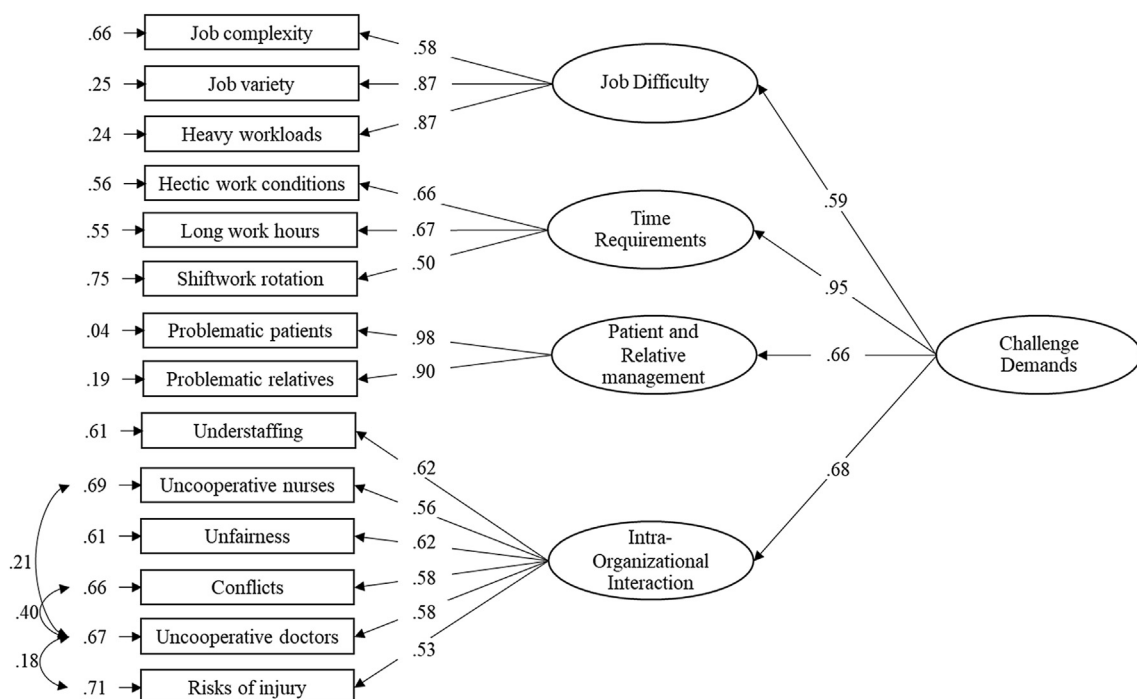 .66
Job complexity
.58
.25
Job variety
.87
Job Difficulty
.24
Heavy workloads
.87
.56
Hectic work conditions
.66
.59
.55
Long work hours
.67
Time
Requirements
.75
Shiftwork rotation
.50
.95
.04
Problematic patients
.98
Patient and
Relative
management
.66
Challenge
Demands
.19
Problematic relatives
.90
.61
Understaffing
.62
.68
.69
Uncooperative nurses
.56
.61
Unfairness
.62
Intra-
Organizational
Interaction
.21
.66
Conflicts
.58
.40
.67
Uncooperative doctors
.58
.18
.71
Risks of injury
.53